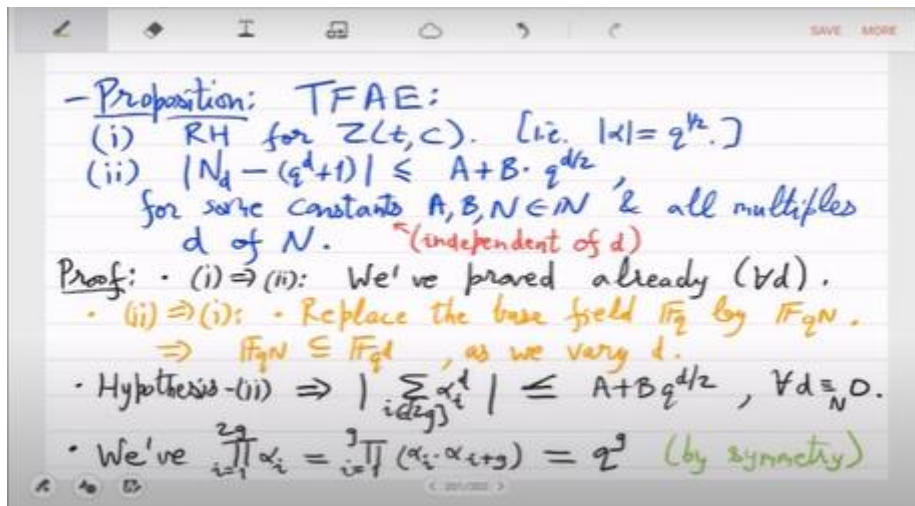 SAVE MORE
- Proposition: TFAE:
(i) RH for Z(t,C). [i.e. |α| = q^{1/2}.]
(ii) |N_d - (q^d+1)| ≤ A+B·q^{d/2},
for some constants A,B,N∈ℕ & all multiples
d of N. (independent of d)
Proof: · (i)⇒(ii): We've proved already (∀d).
· (ii)⇒(i): · Replace the base field 𝔽_q by 𝔽_{q^N}.
⇒ 𝔽_{q^N} ⊆ 𝔽_{q^d}, as we vary d.
· Hypothesis-(ii) ⇒ | ∑_{i∈[2g]} α_i^d | ≤ A+Bq^{d/2}, ∀d≡_N 0.
· We've ∏_{i=1}^{2g} α_i = ∏_{i=1}^{g} (α_i·α_{i+g}) = q^g (by symmetry)